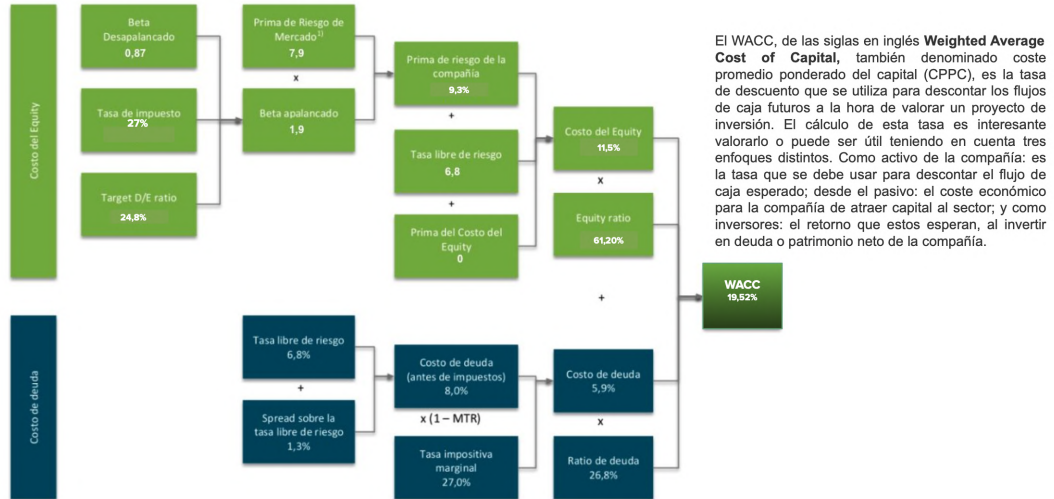 Costo del Equity
Beta
Desapalancado
0,87
Tasa de impuesto
27%
Target D/E ratio
24,8%
Prima de Riesgo de
Mercado1)
7,9
x
Beta apalancado
1,9
Prima de riesgo de la
compañía
9,3%
+
Tasa libre de riesgo
6,8
+
Prima del Costo del
Equity
0
Costo del Equity
11,5%
x
Equity ratio
61,20%
+
Costo de deuda
Tasa libre de riesgo
6,8%
+
Spread sobre la
tasa libre de riesgo
1,3%
Costo de deuda
(antes de impuestos)
8,0%
x (1 – MTR)
Tasa impositiva
marginal
27,0%
Costo de deuda
5,9%
x
Ratio de deuda
26,8%
WACC
19,52%
El WACC, de las siglas en inglés Weighted Average
Cost of Capital, también denominado coste
promedio ponderado del capital (CPPC), es la tasa
de descuento que se utiliza para descontar los flujos
de caja futuros a la hora de valorar un proyecto de
inversión. El cálculo de esta tasa es interesante
valorarlo o puede ser útil teniendo en cuenta tres
enfoques distintos. Como activo de la compañía: es
la tasa que se debe usar para descontar el flujo de
caja esperado; desde el pasivo: el coste económico
para la compañía de atraer capital al sector; y como
inversores: el retorno que estos esperan, al invertir
en deuda o patrimonio neto de la compañía.